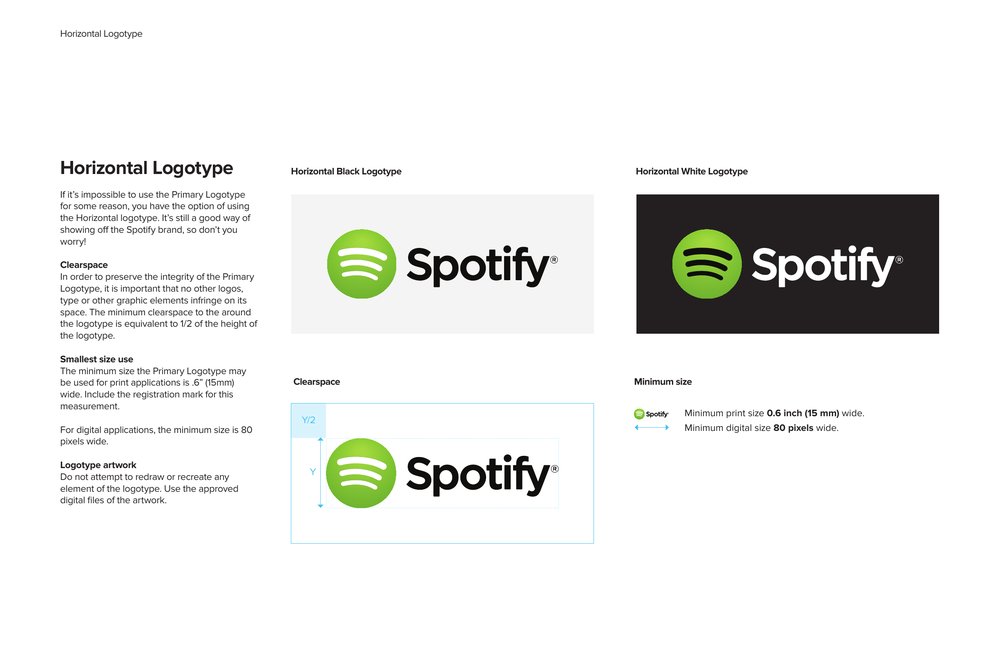 Horizontal Logotype
Horizontal Logotype
If it’s impossible to use the Primary Logotype
for some reason, you have the option of using
the Horizontal logotype. It’s still a good way of
showing off the Spotify brand, so don’t you
worry!
Clearspace
In order to preserve the integrity of the Primary
Logotype, it is important that no other logos,
type or other graphic elements infringe on its
space. The minimum clearspace to the around
the logotype is equivalent to 1/2 of the height of
the logotype.
Smallest size use
The minimum size the Primary Logotype may
be used for print applications is .6” (15mm)
wide. Include the registration mark for this
measurement.
For digital applications, the minimum size is 80
pixels wide.
Logotype artwork
Do not attempt to redraw or recreate any
element of the logotype. Use the approved
digital files of the artwork.
Horizontal Black Logotype
Spotify®
Horizontal White Logotype
Spotify®
Clearspace
Y/2
Y
Spotify®
Minimum size
Spotify
Minimum print size 0.6 inch (15 mm) wide.
Minimum digital size 80 pixels wide.